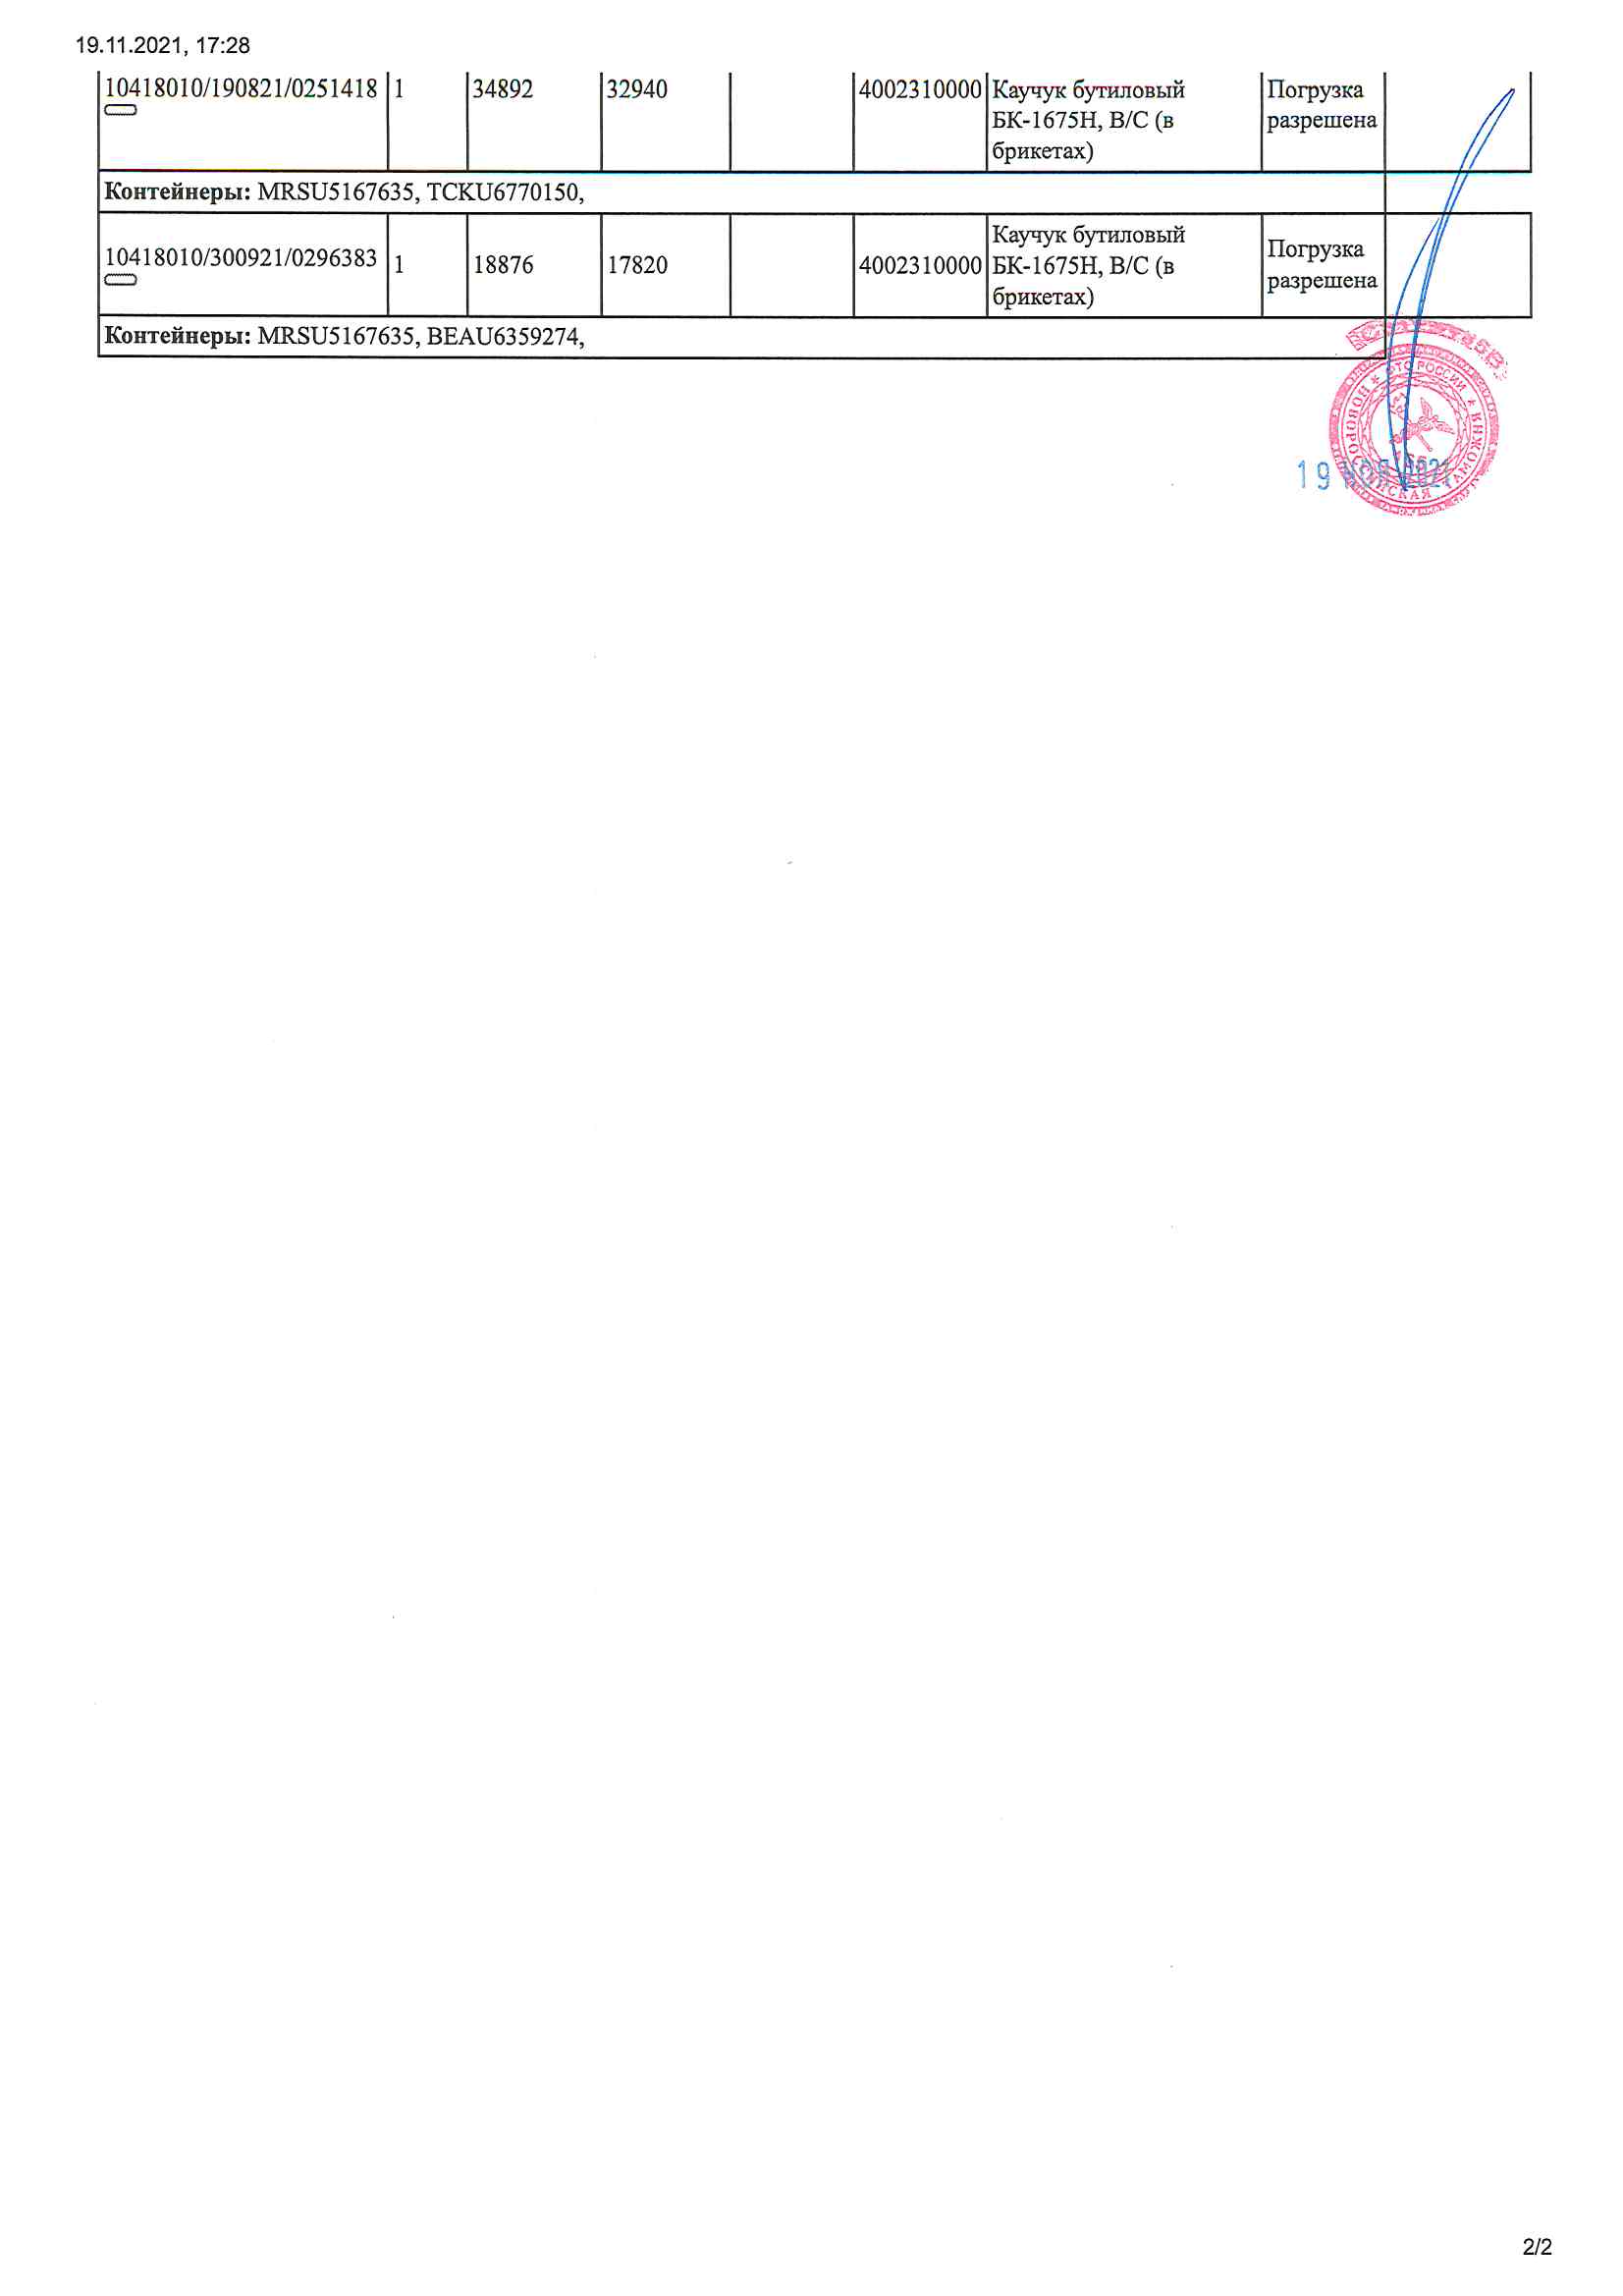 19.11.2021, 17:28
10418010/190821/0251418 1 34892 32940 4002310000 Каучук бутиловый БК-1675Н, В/С (в брикетах) Погрузка разрешена
Контейнеры: MRSU5167635, TCKU6770150,
10418010/300921/0296383 1 18876 17820 4002310000 Каучук бутиловый БК-1675Н, В/С (в брикетах) Погрузка разрешена
Контейнеры: MRSU5167635, BEAU6359274,
ФТС РОССИИ
НОВОРОССИЙСКАЯ ТАМОЖНЯ
19 2021
2/2